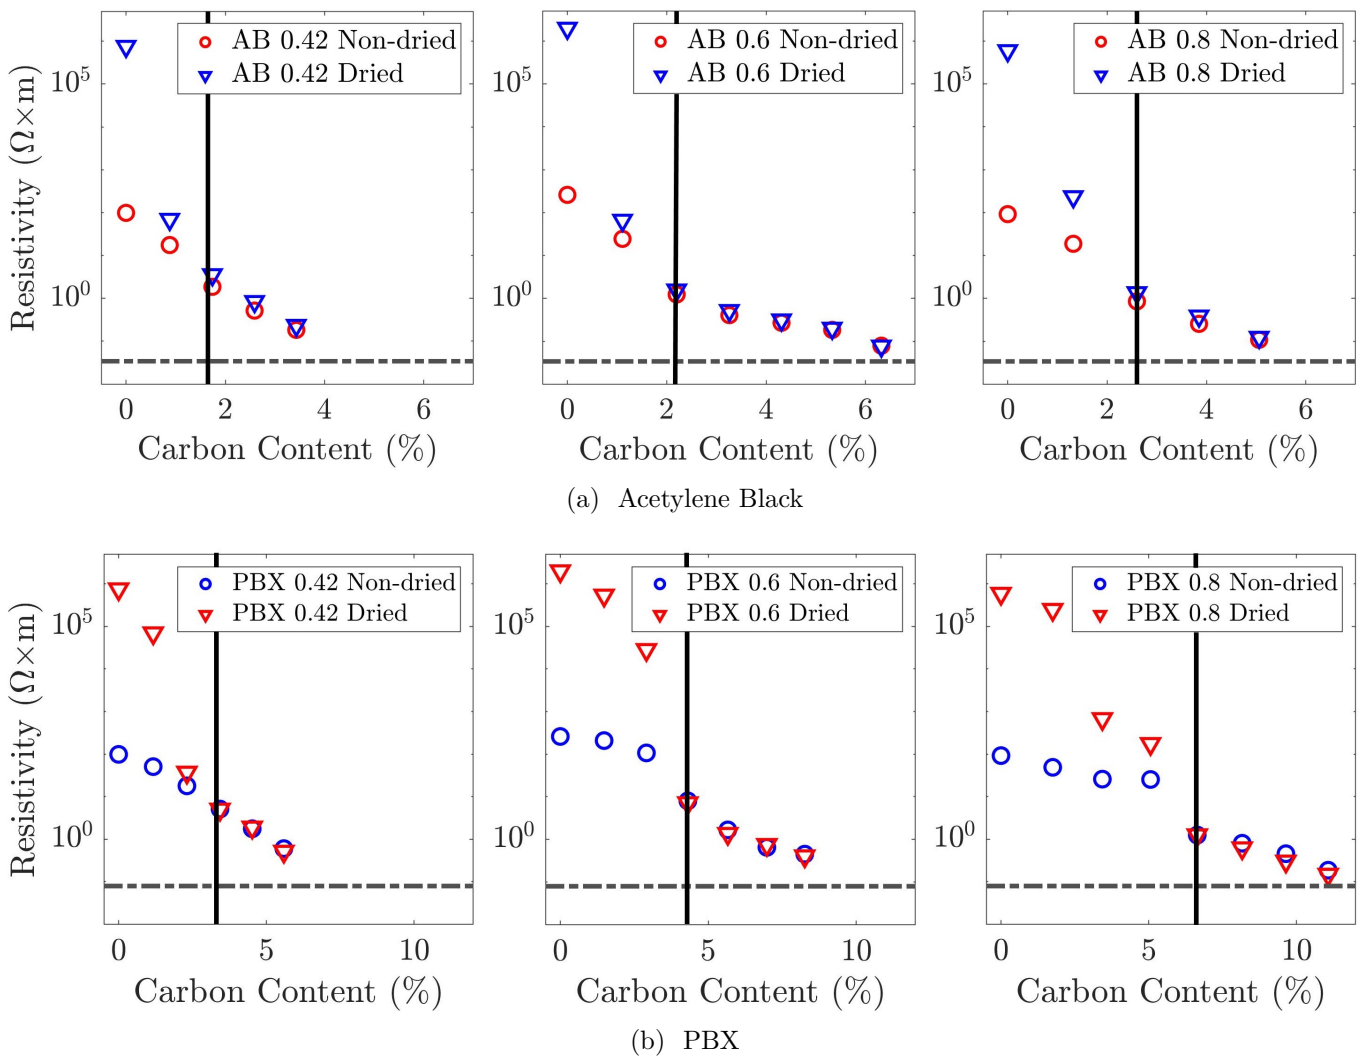 AB 0.42 Non-dried
AB 0.42 Dried
AB 0.6 Non-dried
AB 0.6 Dried
AB 0.8 Non-dried
AB 0.8 Dried
Resistivity (Ω×m)
10^5
10^0
10^5
10^0
10^5
10^0
0 2 4 6
0 2 4 6
0 2 4 6
Carbon Content (%)
Carbon Content (%)
Carbon Content (%)
(a) Acetylene Black
PBX 0.42 Non-dried
PBX 0.42 Dried
PBX 0.6 Non-dried
PBX 0.6 Dried
PBX 0.8 Non-dried
PBX 0.8 Dried
Resistivity (Ω×m)
10^5
10^0
10^5
10^0
10^5
10^0
0 5 10
0 5 10
0 5 10
Carbon Content (%)
Carbon Content (%)
Carbon Content (%)
(b) PBX